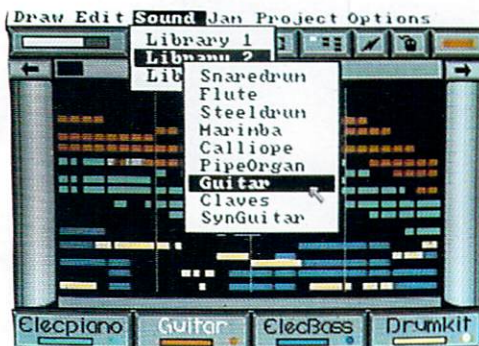 Draw Edit Sound Jam Project Options
Library 1
Library 2
Lib
Snaredrum
Flute
Steeldrum
Marimba
Calliope
PipeOrgan
Guitar
Claves
SynGuitar
Elecpiano Guitar ElecBass Drumkit